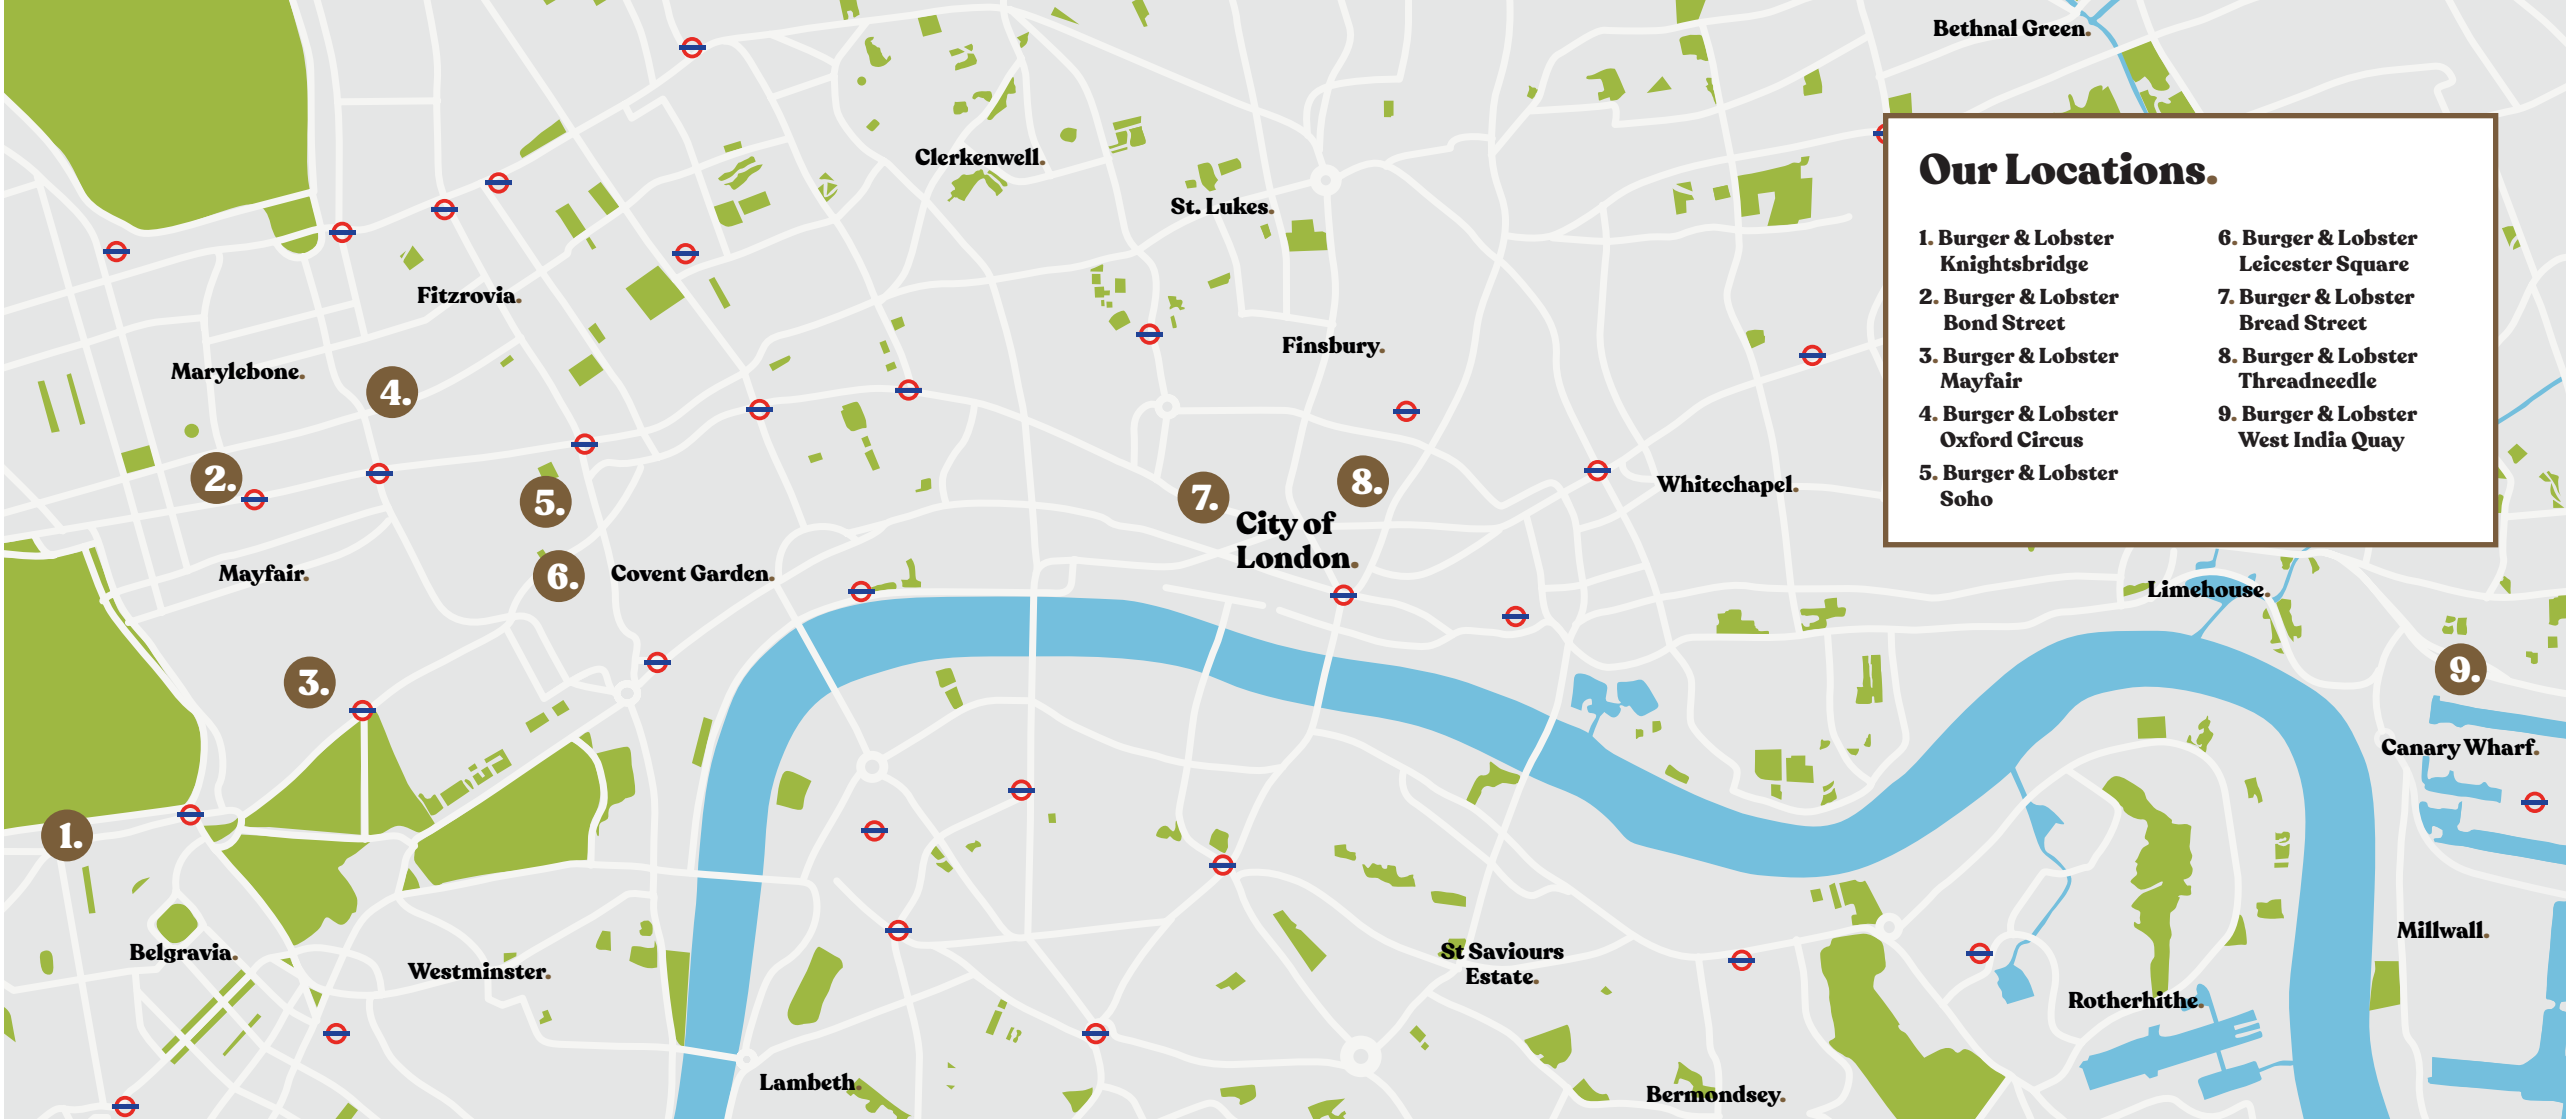 Bethnal Green.
Clerkenwell.
St. Lukes.
Fitzrovia.
Finsbury.
Marylebone.
4.
2.
5.
7.
8.
Whitechapel.
City of
London.
Mayfair.
6.
Covent Garden.
Limehouse.
3.
9.
Canary Wharf.
1.
Belgravia.
Westminster.
St Saviours
Estate.
Millwall.
Rotherhithe.
Lambeth.
Bermondsey.
Our Locations.
1. Burger & Lobster
Knightsbridge
2. Burger & Lobster
Bond Street
3. Burger & Lobster
Mayfair
4. Burger & Lobster
Oxford Circus
5. Burger & Lobster
Soho
6. Burger & Lobster
Leicester Square
7. Burger & Lobster
Bread Street
8. Burger & Lobster
Threadneedle
9. Burger & Lobster
West India Quay